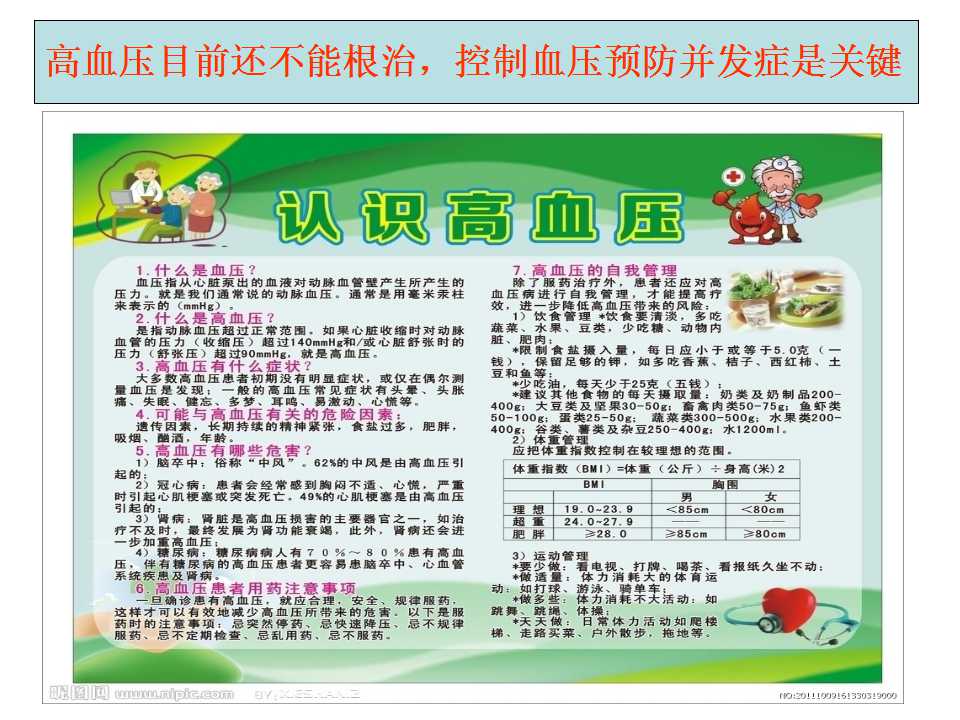 高血压目前还不能根治，控制血压预防并发症是关键
认识高血压
1.什么是血压？
血压指从心脏泵出的血液对动脉血管壁产生所产生的
压力。就是我们通常说的动脉血压。通常是用毫米汞柱
来表示的（mmHg）。
2.什么是高血压？
是指动脉血压超过正常范围。如果心脏收缩时对动脉
血管的压力（收缩压）超过140mmHg和/或心脏舒张时的
压力（舒张压）超过90mmHg，就是高血压。
3.高血压有什么症状？
大多数高血压患者初期没有明显症状，或仅在偶尔测
量血压是发现；一般的高血压常见症状有头晕、头胀
痛、失眠、健忘、多梦、耳鸣、易激动、心慌等。
4.可能与高血压有关的危险因素；
遗传因素，长期持续的精神紧张，食盐过多，肥胖，
吸烟、酗酒，年龄。
5.高血压有哪些危害？
1）脑卒中：俗称“中风”。62%的中风是由高血压引
起的；
2）冠心病：患者会经常感到胸闷不适、心慌，严重
时引起心肌梗塞或突发死亡。49%的心肌梗塞是由高血压
引起的；
3）肾病：肾脏是高血压损害的主要器官之一，如治
疗不及时，最终发展为肾功能衰竭，此外，肾病还会进
一步加重高血压；
4）糖尿病：糖尿病病人有７０％～８０％患有高血
压，伴有糖尿病的高血压患者更容易患脑卒中、心血管
系统疾患及肾病。
6.高血压患者用药注意事项
一旦确诊患有高血压，就应合理，安全、规律服药，
这样才可以有效地减少高血压所带来的危害。以下是服
药时的注意事项：忌突然停药、忌快速降压、忌不规律
服药、忌不定期检查、忌乱用药、忌不服药。
7.高血压的自我管理
除了服药治疗外，患者还应对高
血压病进行自我管理，才能提高疗
效，进一步降低高血压带来的风险：
1）饮食管理 *饮食要清淡，多吃
蔬菜、水果、豆类，少吃糖、动物内
脏、肥肉；
*限制食盐摄入量，每日应小于或等于5.0克（一
钱），保留足够的钾，如多吃香蕉、桔子、西红柿、土
豆和鱼等；
*少吃油，每天少于25克（五钱）；
*建议其他食物的每天摄取量：奶类及奶制品200-
400g；大豆类及坚果30-50g；畜禽肉类50-75g；鱼虾类
50-100g；蛋类25-50g； 蔬菜类300-500g；水果类200-
400g；谷类、薯类及杂豆250-400g；水1200ml。
2）体重管理
应把体重指数控制在较理想的范围。
体重指数（BMI）=体重（公斤）÷身高(米)2
BMI 胸围
男 女
理 想 19.0~23.9 <85cm <80cm
超 重 24.0~27.9 —— ——
肥 胖 ≥28.0 ≥85cm ≥80cm
3）运动管理
*要少做：看电视、打牌、喝茶、看报纸久坐不动；
*做适量：体力消耗大的体育运
动：如打球、游泳、骑单车；
*做多些：体力消耗不大活动：如
跳舞、跳绳、体操；
*天天做：日常体力活动如爬楼
梯、走路买菜、户外散步，拖地等。
昵图网 www.nipic.com
NO:20111009161330319000